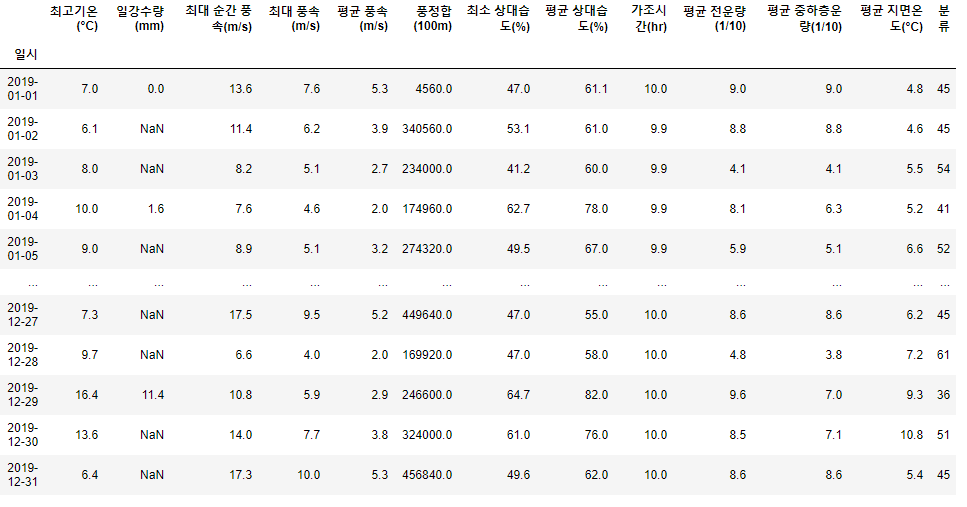 최고기온(°C) 일강수량(mm) 최대 순간 풍속(m/s) 최대 풍속(m/s) 평균 풍속(m/s) 풍정합(100m) 최소 상대습도(%) 평균 상대습도(%) 가조시간(hr) 평균 전운량(1/10) 평균 중하층운량(1/10) 평균 지면온도(°C) 분류
일시
2019-01-01 7.0 0.0 13.6 7.6 5.3 4560.0 47.0 61.1 10.0 9.0 9.0 4.8 45
2019-01-02 6.1 NaN 11.4 6.2 3.9 340560.0 53.1 61.0 9.9 8.8 8.8 4.6 45
2019-01-03 8.0 NaN 8.2 5.1 2.7 234000.0 41.2 60.0 9.9 4.1 4.1 5.5 54
2019-01-04 10.0 1.6 7.6 4.6 2.0 174960.0 62.7 78.0 9.9 8.1 6.3 5.2 41
2019-01-05 9.0 NaN 8.9 5.1 3.2 274320.0 49.5 67.0 9.9 5.9 5.1 6.6 52
... ... ... ... ... ... ... ... ... ... ... ... ... ...
2019-12-27 7.3 NaN 17.5 9.5 5.2 449640.0 47.0 55.0 10.0 8.6 8.6 6.2 45
2019-12-28 9.7 NaN 6.6 4.0 2.0 169920.0 47.0 58.0 10.0 4.8 3.8 7.2 61
2019-12-29 16.4 11.4 10.8 5.9 2.9 246600.0 64.7 82.0 10.0 9.6 7.0 9.3 36
2019-12-30 13.6 NaN 14.0 7.7 3.8 324000.0 61.0 76.0 10.0 8.5 7.1 10.8 51
2019-12-31 6.4 NaN 17.3 10.0 5.3 456840.0 49.6 62.0 10.0 8.6 8.6 5.4 45